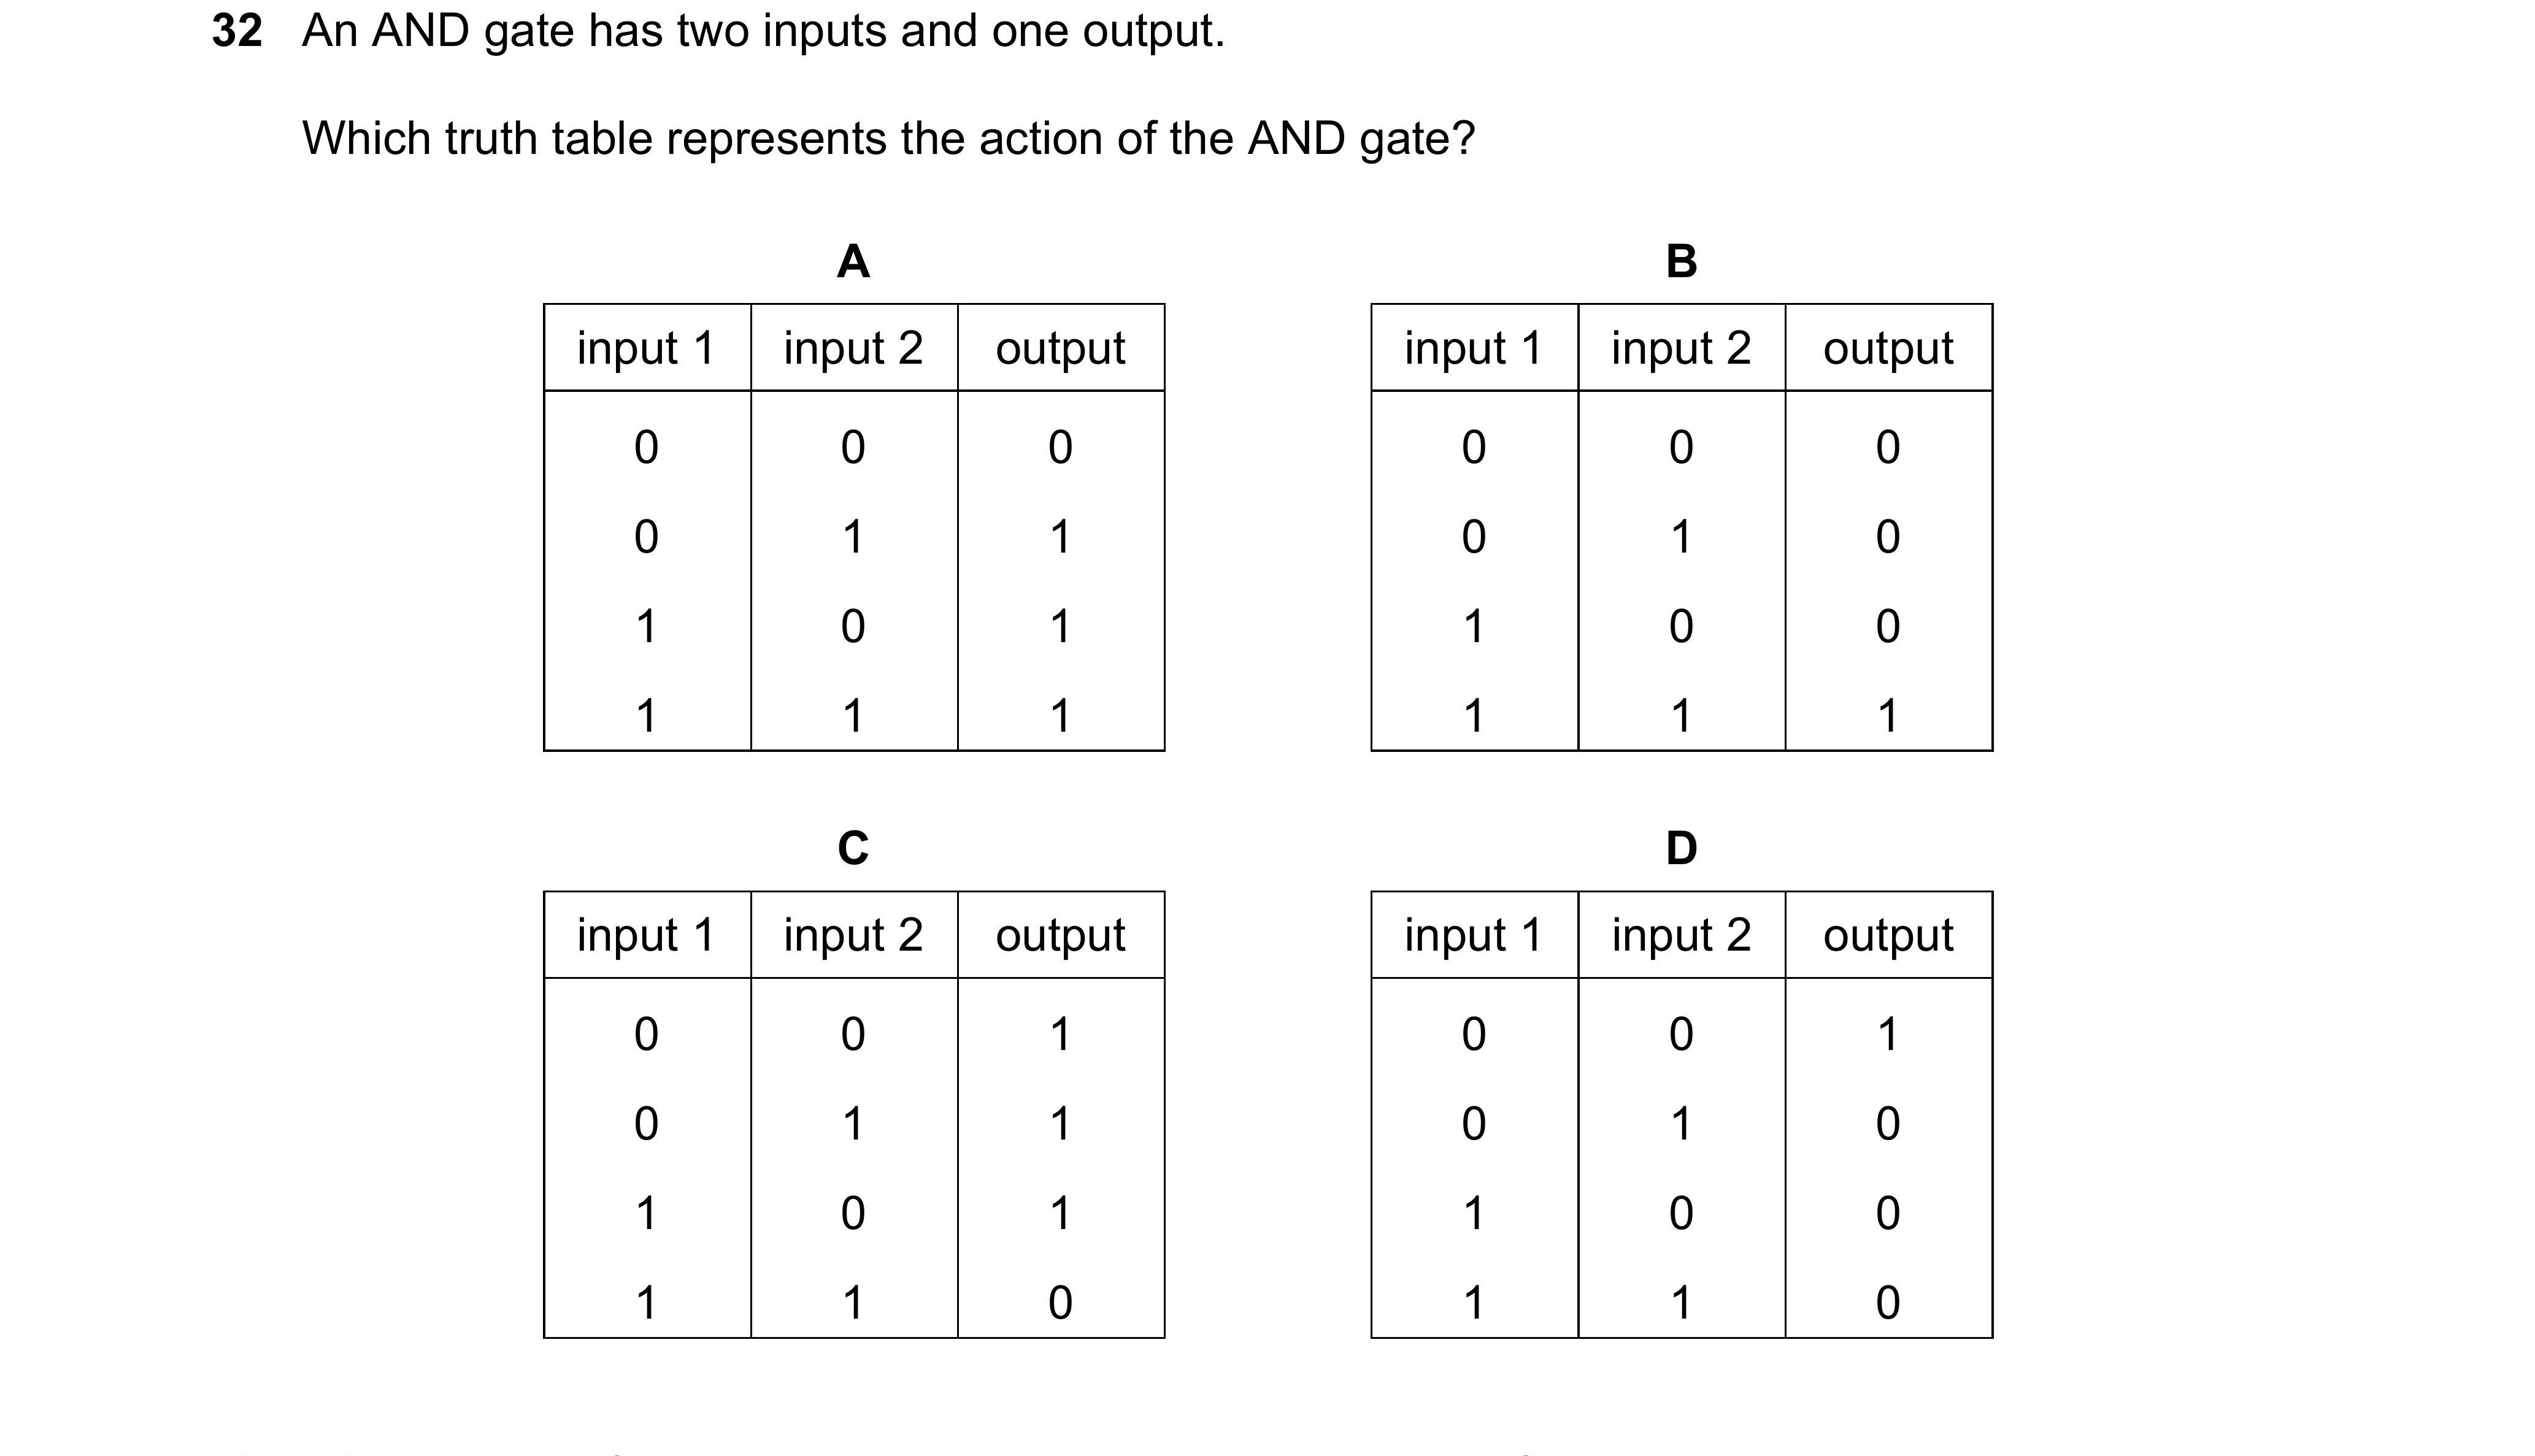 32 An AND gate has two inputs and one output.
Which truth table represents the action of the AND gate?
A
input 1 input 2 output
0 0 0
0 1 1
1 0 1
1 1 1
B
input 1 input 2 output
0 0 0
0 1 0
1 0 0
1 1 1
C
input 1 input 2 output
0 0 1
0 1 1
1 0 1
1 1 0
D
input 1 input 2 output
0 0 1
0 1 0
1 0 0
1 1 0